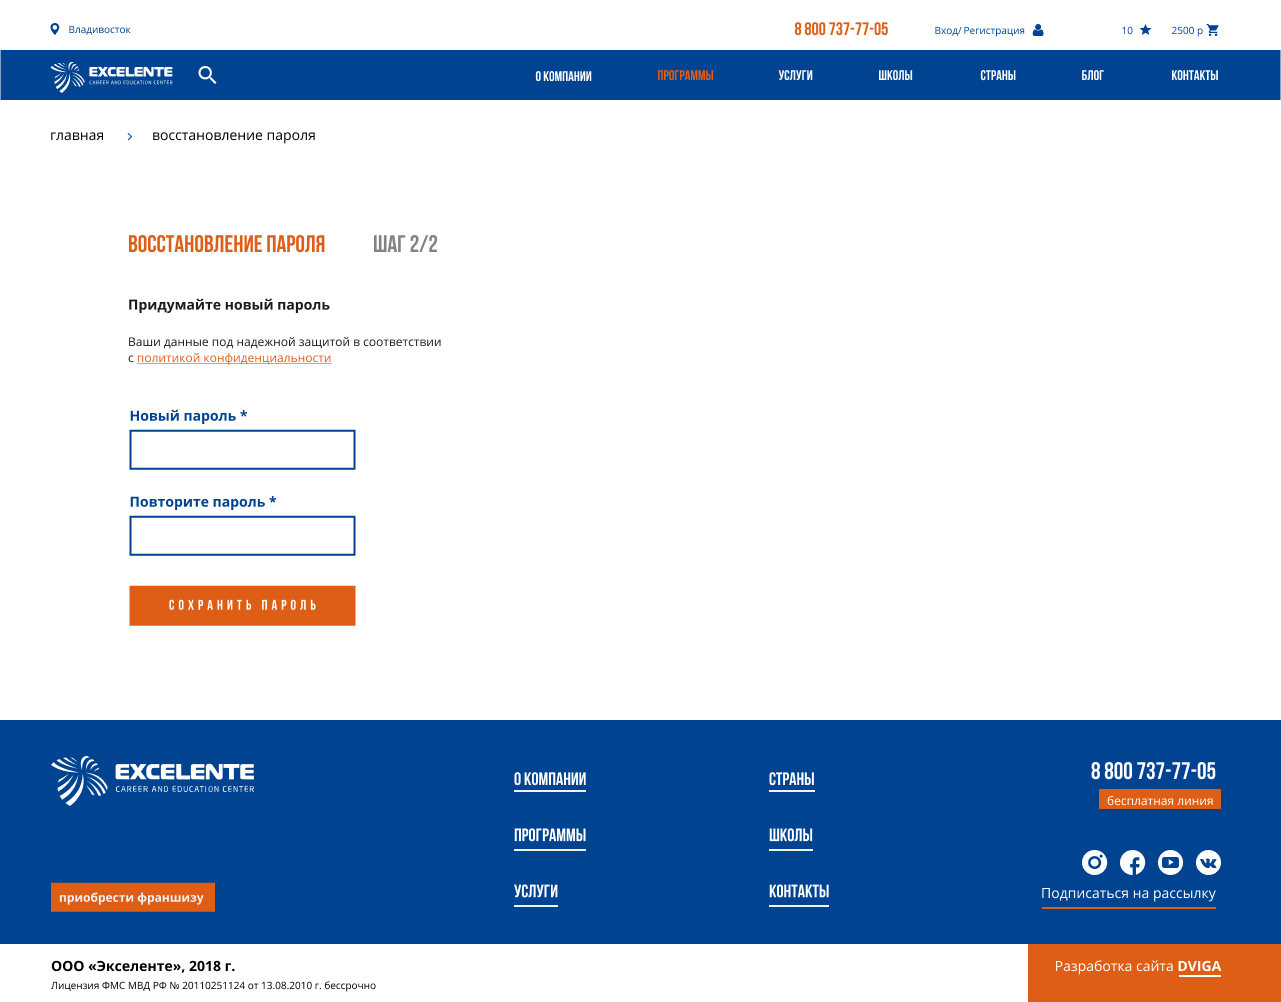 Владивосток
8 800 737-77-05
Вход/ Регистрация
10
2500 р
EXCELENTE
CAREER AND EDUCATION CENTER
О КОМПАНИИ
ПРОГРАММЫ
УСЛУГИ
ШКОЛЫ
СТРАНЫ
БЛОГ
КОНТАКТЫ
главная
восстановление пароля
ВОССТАНОВЛЕНИЕ ПАРОЛЯ
ШАГ 2/2
Придумайте новый пароль
Ваши данные под надежной защитой в соответствии
с политикой конфиденциальности
Новый пароль *
Повторите пароль *
СОХРАНИТЬ ПАРОЛЬ
EXCELENTE
CAREER AND EDUCATION CENTER
приобрести франшизу
О КОМПАНИИ
ПРОГРАММЫ
УСЛУГИ
СТРАНЫ
ШКОЛЫ
КОНТАКТЫ
8 800 737-77-05
бесплатная линия
Подписаться на рассылку
ООО «Экселенте», 2018 г.
Лицензия ФМС МВД РФ № 20110251124 от 13.08.2010 г. бессрочно
Разработка сайта DVIGA